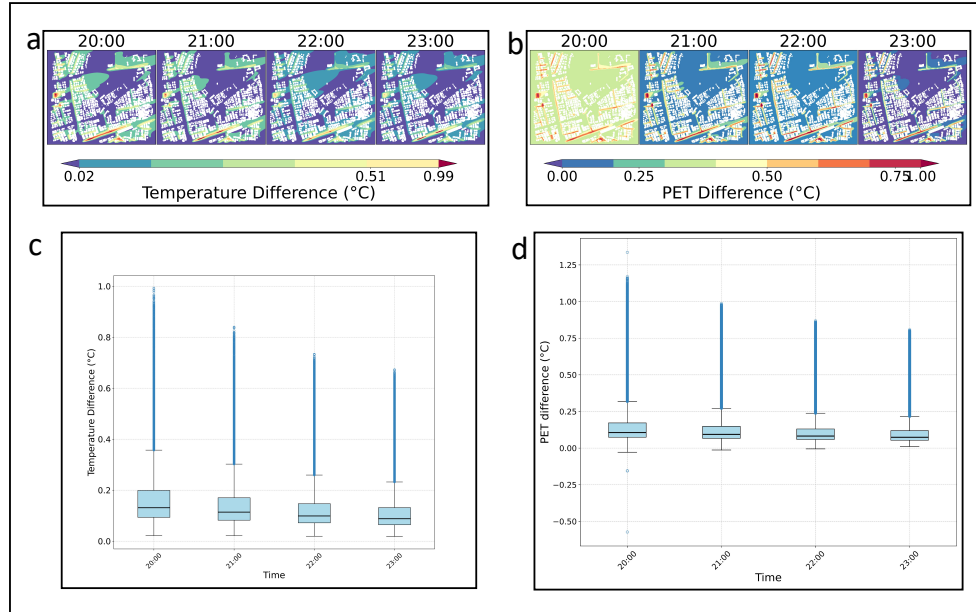 a
20:00 21:00 22:00 23:00
0.02 0.51 0.99
Temperature Difference (°C)
b
20:00 21:00 22:00 23:00
0.00 0.25 0.50 0.75 1.00
PET Difference (°C)
c
1.0
0.8
0.6
0.4
0.2
0.0
Temperature Difference (°C)
20:00 21:00 22:00 23:00
Time
d
1.25
1.00
0.75
0.50
0.25
0.00
−0.25
−0.50
PET difference (°C)
20:00 21:00 22:00 23:00
Time